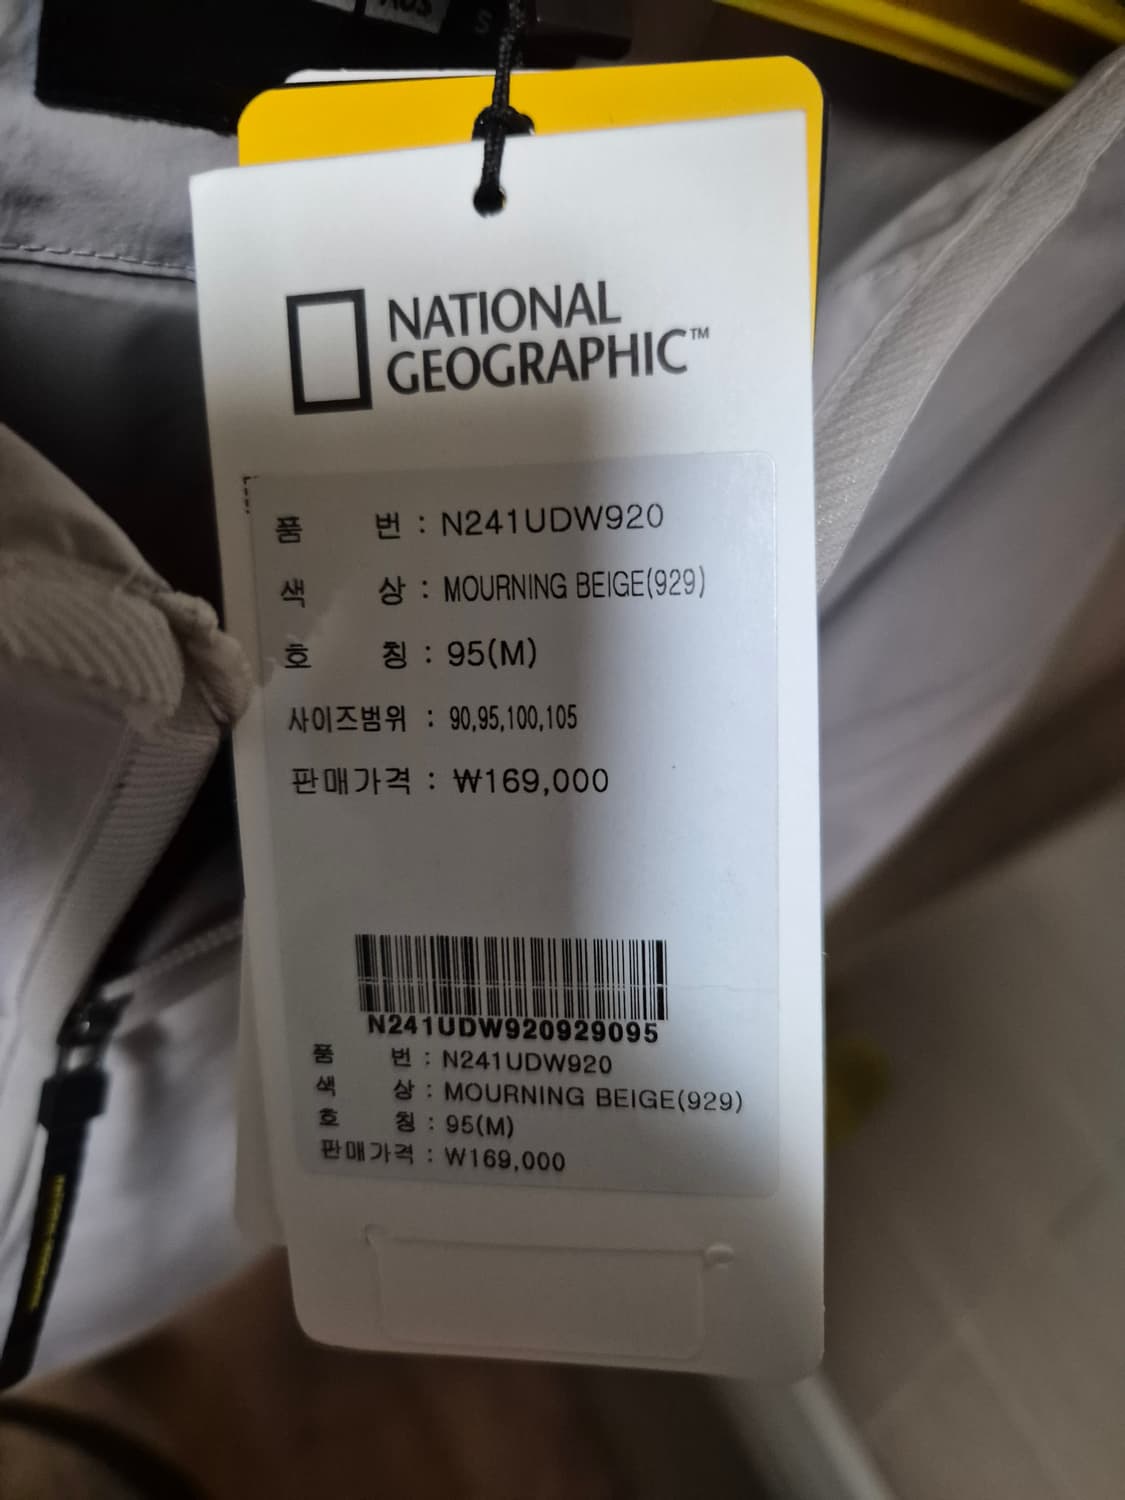 S
NATIONAL
GEOGRAPHIC™
품 번 : N241UDW920
색 상 : MOURNING BEIGE(929)
호 칭 : 95(M)
사이즈범위 : 90,95,100,105
판매가격 : ₩169,000
N241UDW920929095
품 번 : N241UDW920
색 상 : MOURNING BEIGE(929)
호 칭 : 95(M)
판매가격 : ₩169,000